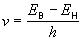 ν = (E_В − E_Н) / h